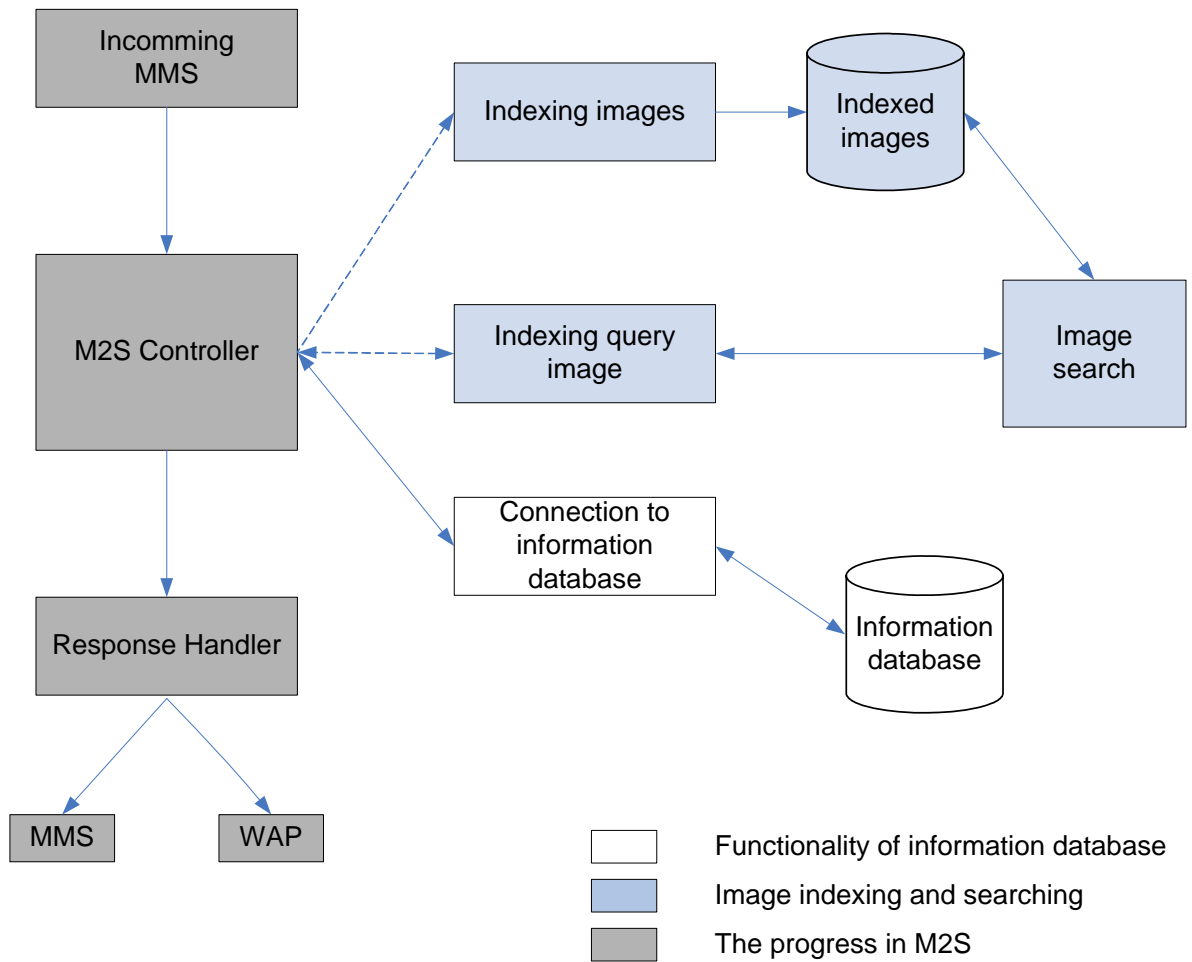 Incomming
MMS
Indexing images
Indexed
images
M2S Controller
Indexing query
image
Image
search
Connection to
information
database
Response Handler
Information
database
MMS
WAP
Functionality of information database
Image indexing and searching
The progress in M2S